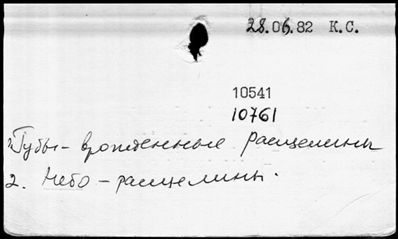 28.06.82 К.С.
10541
10761
1. Губы - врожденные расщелины
2. Небо - расщелины.